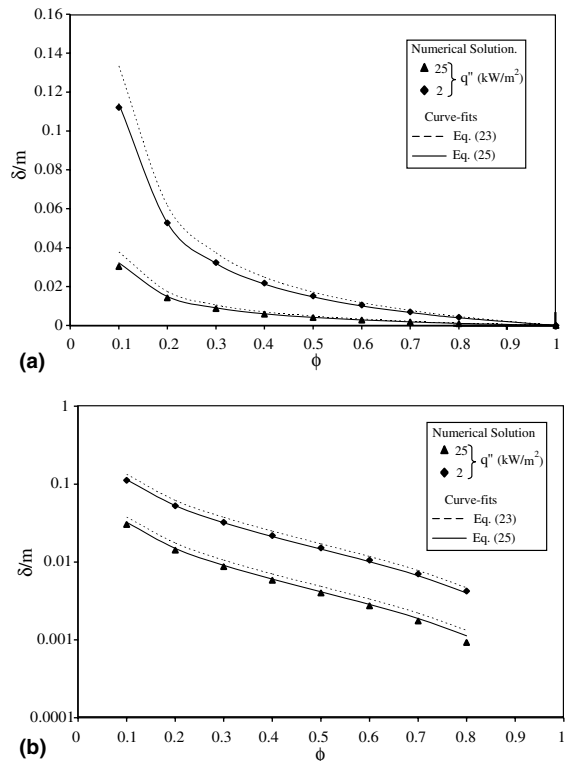 0.16
0.14
0.12
0.1
0.08
0.06
0.04
0.02
0
δ/m
Numerical Solution.
25
2
q" (kW/m²)
Curve-fits
Eq. (23)
Eq. (25)
0 0.1 0.2 0.3 0.4 0.5 0.6 0.7 0.8 0.9 1
(a)
ϕ
1
0.1
0.01
0.001
0.0001
δ/m
Numerical Solution
25
2
q" (kW/m²)
Curve-fits
Eq. (23)
Eq. (25)
0 0.1 0.2 0.3 0.4 0.5 0.6 0.7 0.8 0.9 1
(b)
ϕ